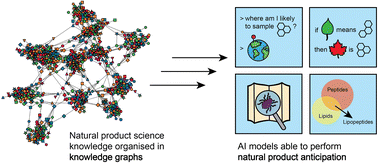 > where am I likely
to sample ?
>
if means
then is
Peptides
Lipids
Lipopeptides
Natural product science
knowledge organised in
knowledge graphs
AI models able to perform
natural product anticipation